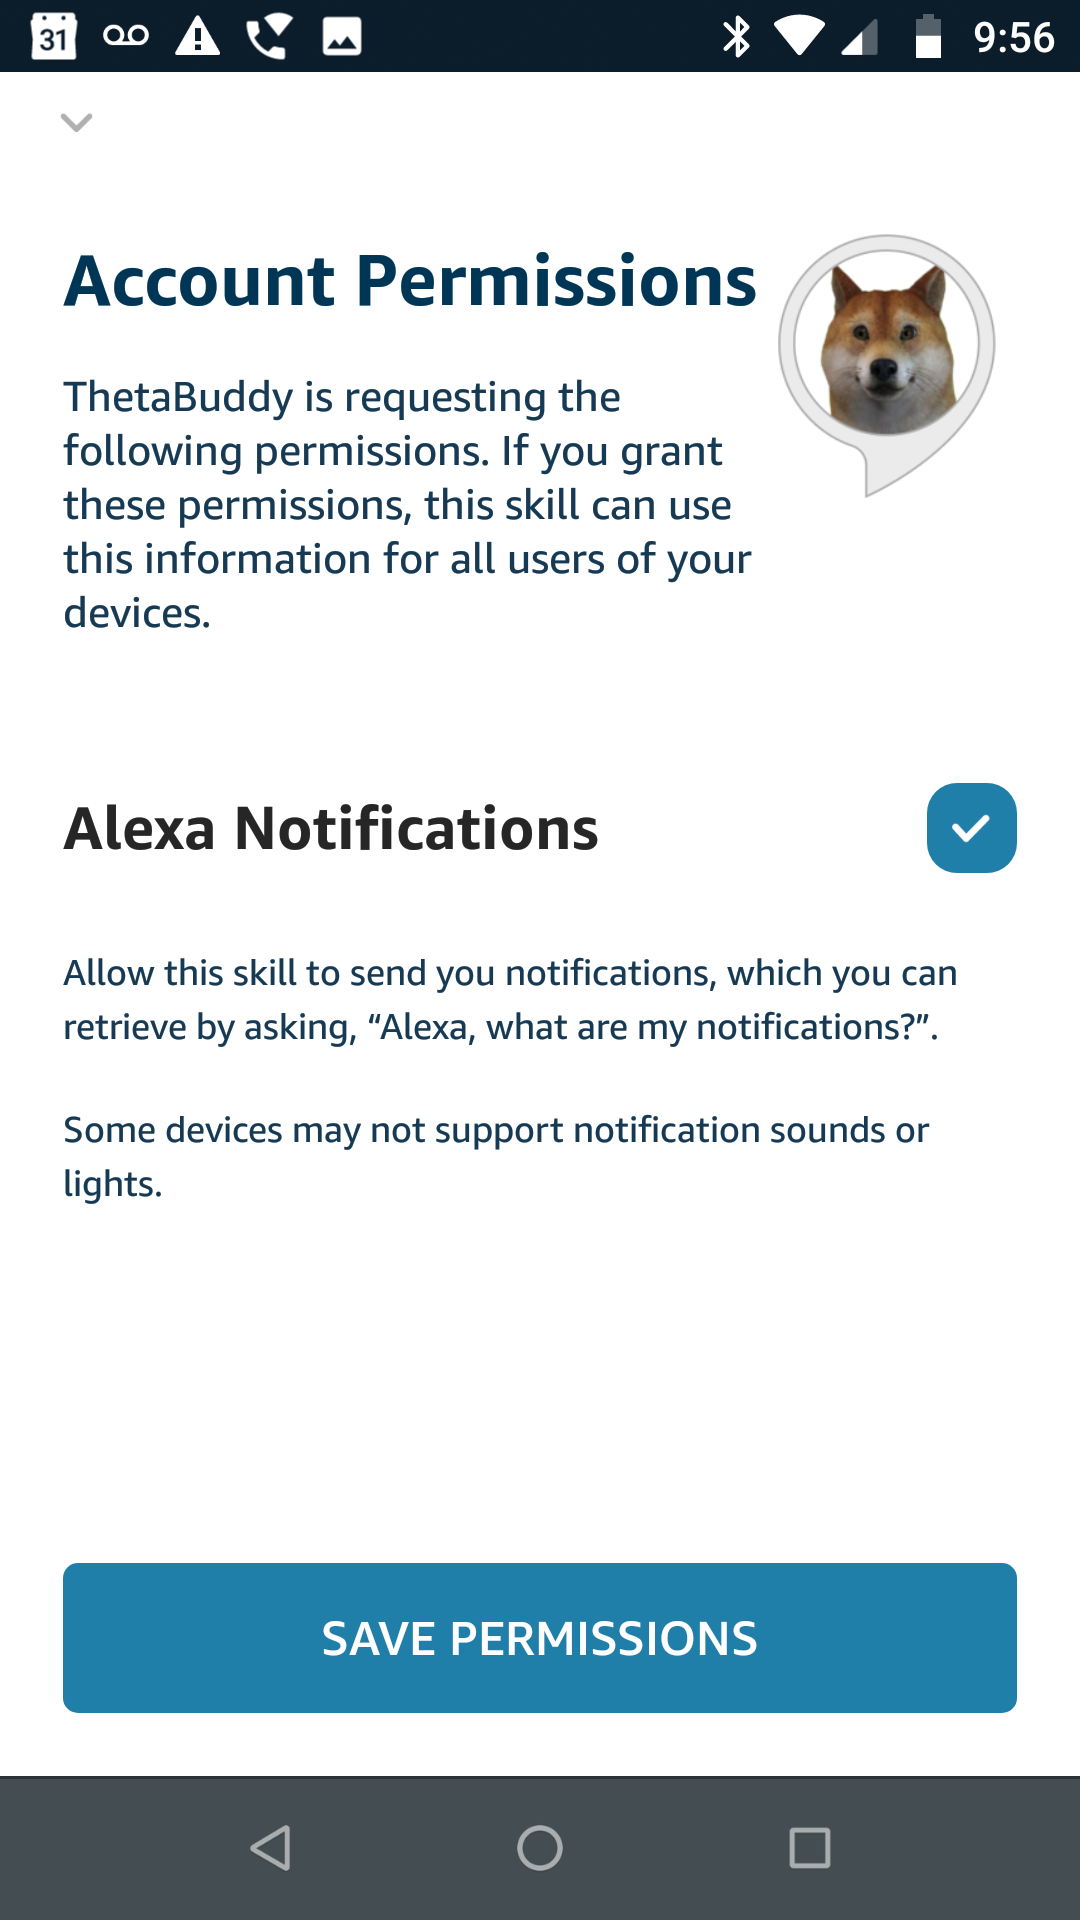 31
9:56
Account Permissions
ThetaBuddy is requesting the
following permissions. If you grant
these permissions, this skill can use
this information for all users of your
devices.
Alexa Notifications
Allow this skill to send you notifications, which you can
retrieve by asking, “Alexa, what are my notifications?”.
Some devices may not support notification sounds or
lights.
SAVE PERMISSIONS